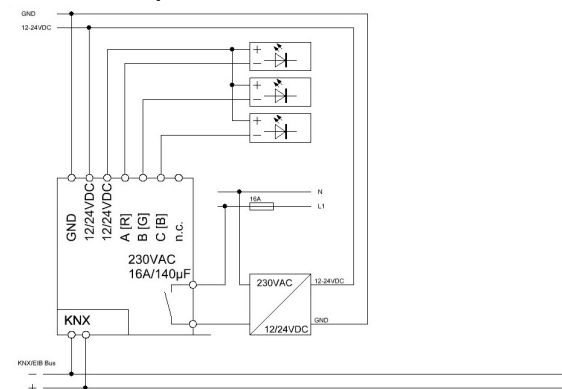 GND
12-24VDC
+
−
+
−
+
−
GND
12/24VDC
12/24VDC
A [R]
B [G]
C [B]
n.c.
N
16A
L1
230VAC
16A/140µF
230VAC
12-24VDC
GND
12/24VDC
KNX
KNX/EIB Bus
−
+